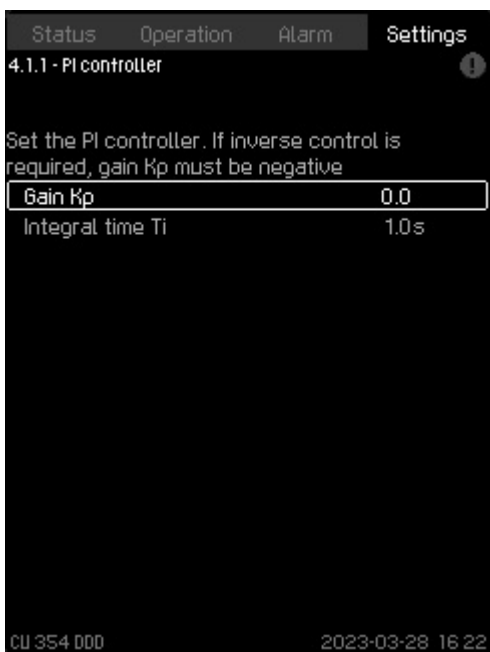 Status Operation Alarm Settings
4.1.1 - PI controller
Set the PI controller. If inverse control is
required, gain Kp must be negative
Gain Kp 0.0
Integral time Ti 1.0s
CU 354 DDD 2023-03-28 16:22